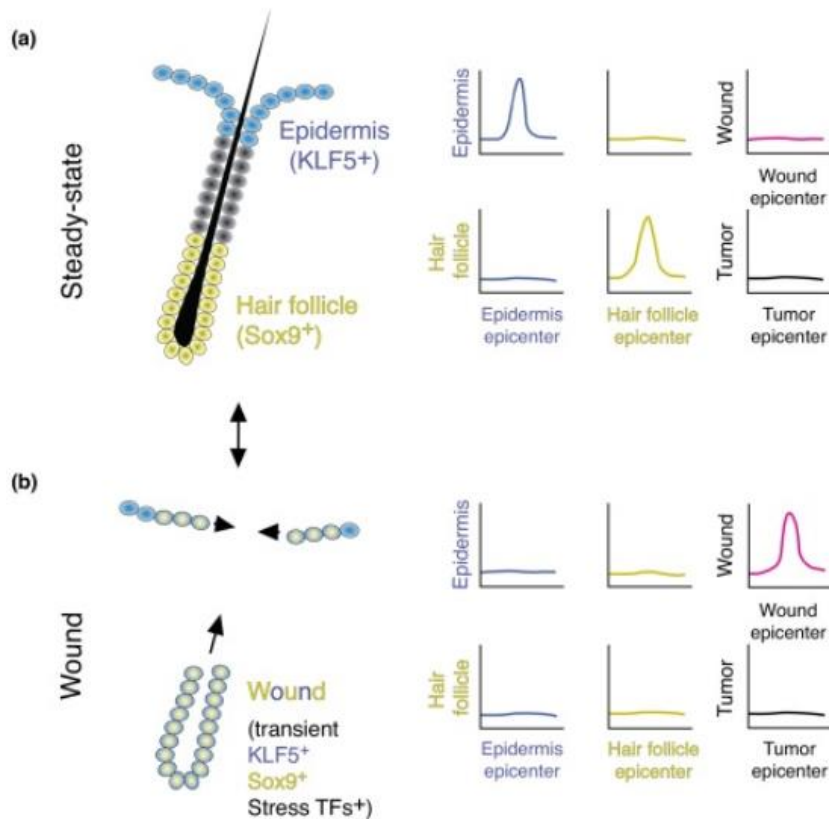 (a)
Steady-state
Epidermis
(KLF5+)
Hair follicle
(Sox9+)
Epidermis
Wound
Wound
epicenter
Hair
follicle
Tumor
Epidermis
epicenter
Hair follicle
epicenter
Tumor
epicenter
(b)
Wound
Wound
(transient
KLF5+
Sox9+
Stress TFs+)
Epidermis
Wound
Wound
epicenter
Hair
follicle
Tumor
Epidermis
epicenter
Hair follicle
epicenter
Tumor
epicenter